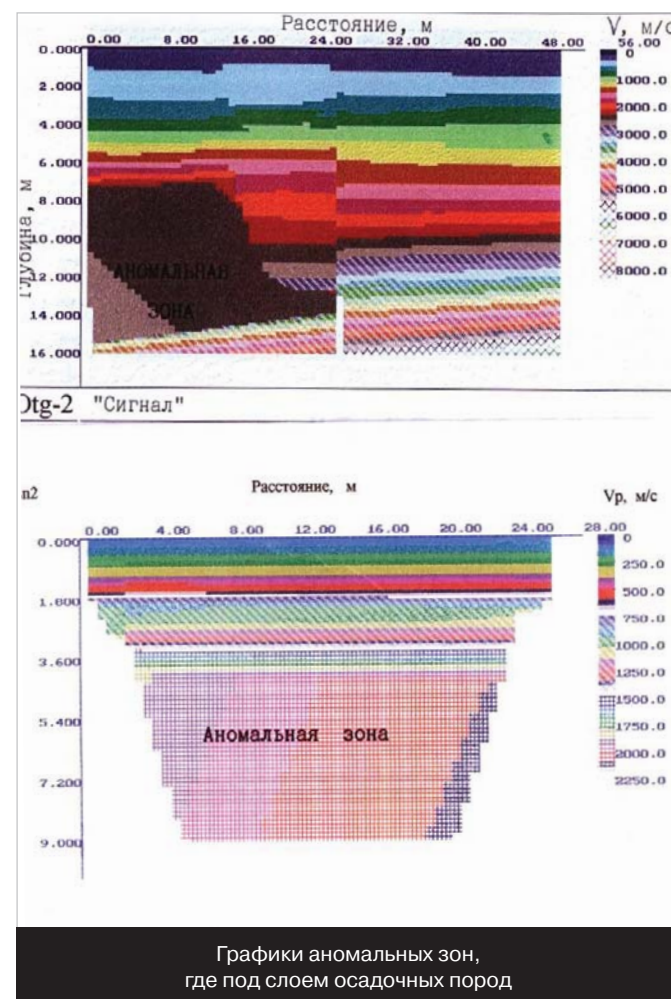 Расстояние, м
V, м/с
0.00 8.00 16.00 24.00 32.00 40.00 48.00 56.00
0.000
2.000
4.000
6.000
8.000
10.000
12.000
14.000
16.000
Глубина, м
АНОМАЛЬНАЯ
ЗОНА
0
1000.0
2000.0
3000.0
4000.0
5000.0
6000.0
7000.0
8000.0
Otg-2 "Сигнал"
n2
Расстояние, м
Vp, м/с
0.00 4.00 8.00 12.00 16.00 20.00 24.00 28.00
0.000
1.800
3.600
5.400
7.200
9.000
Аномальная зона
0
250.0
500.0
750.0
1000.0
1250.0
1500.0
1750.0
2000.0
2250.0
Графики аномальных зон,
где под слоем осадочных пород